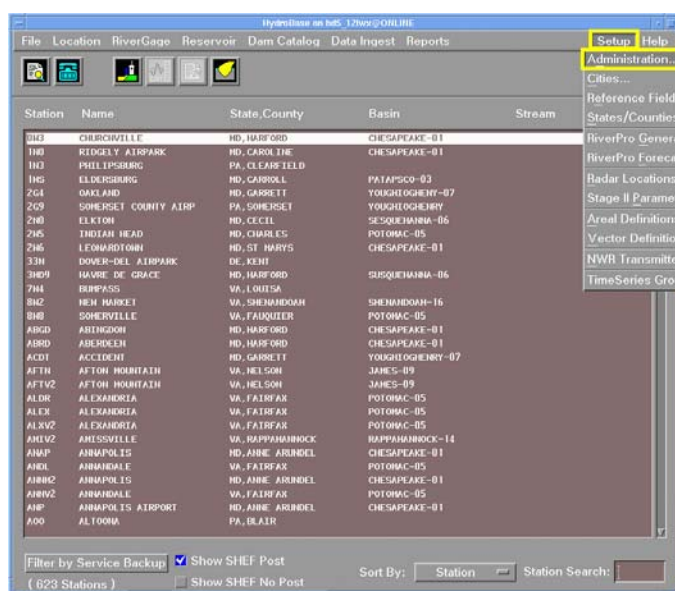 HydroBase on hd5_12lwx@ONLINE
File Location RiverGage Reservoir Dam Catalog Data Ingest Reports Setup Help
Administration...
Cities...
Reference Field
States/Counties
RiverPro Gener
RiverPro Foreca
Radar Locations
Stage II Parame
Areal Definition
Vector Definitio
NWR Transmitte
TimeSeries Gro
Station Name State,County Basin Stream
CHURCHVILLE MD,HARFORD CHESAPEAKE-01
1N0 RIDGELY AIRPARK MD,CAROLINE CHESAPEAKE-01
1N3 PHILIPSBURG PA,CLEARFIELD
1NS ELDERSBURG MD,CARROLL PATAPSCO-03
2G4 OAKLAND MD,GARRETT YOUGHIOGHENY-07
2G9 SOMERSET COUNTY AIRP PA,SOMERSET YOUGHIOGHENY
2N0 ELKTON MD,CECIL SESQUEHANNA-06
2N5 INDIAN HEAD MD,CHARLES POTOMAC-05
2N6 LEONARDTOWN MD,ST MARYS CHESAPEAKE-01
33N DOVER-DEL AIRPARK DE,KENT
3HD9 HAVRE DE GRACE MD,HARFORD SUSQUEHANNA-06
7N4 BUMPASS VA,LOUISA
8W2 NEW MARKET VA,SHENANDOAH SHENANDOAH-16
8W8 SOMERVILLE VA,FAUQUIER POTOMAC-05
ABGD ABINGDON MD,HARFORD CHESAPEAKE-01
ABRD ABERDEEN MD,HARFORD CHESAPEAKE-01
ACDT ACCIDENT MD,GARRETT YOUGHIOGHENRY-07
AFTN AFTON MOUNTAIN VA,NELSON JAMES-09
AFTV2 AFTON MOUNTAIN VA,NELSON JAMES-09
ALDR ALEXANDRIA VA,FAIRFAX POTOMAC-05
ALEX ALEXANDRIA VA,FAIRFAX POTOMAC-05
ALXV2 ALEXANDRIA VA,FAIRFAX POTOMAC-05
AMIV2 AMISSVILLE VA,RAPPAHANNOCK RAPPAHANNOCK-14
ANAP ANNAPOLIS MD,ANNE ARUNDEL CHESAPEAKE-01
ANDL ANNANDALE VA,FAIRFAX POTOMAC-05
ANNM2 ANNAPOLIS MD,ANNE ARUNDEL CHESAPEAKE-01
ANNV2 ANNANDALE VA,FAIRFAX POTOMAC-05
ANP ANNAPOLIS AIRPORT MD,ANNE ARUNDEL CHESAPEAKE-01
AOO ALTOONA PA,BLAIR
Filter by Service Backup Show SHEF Post
( 623 Stations ) Show SHEF No Post Sort By: Station Station Search: